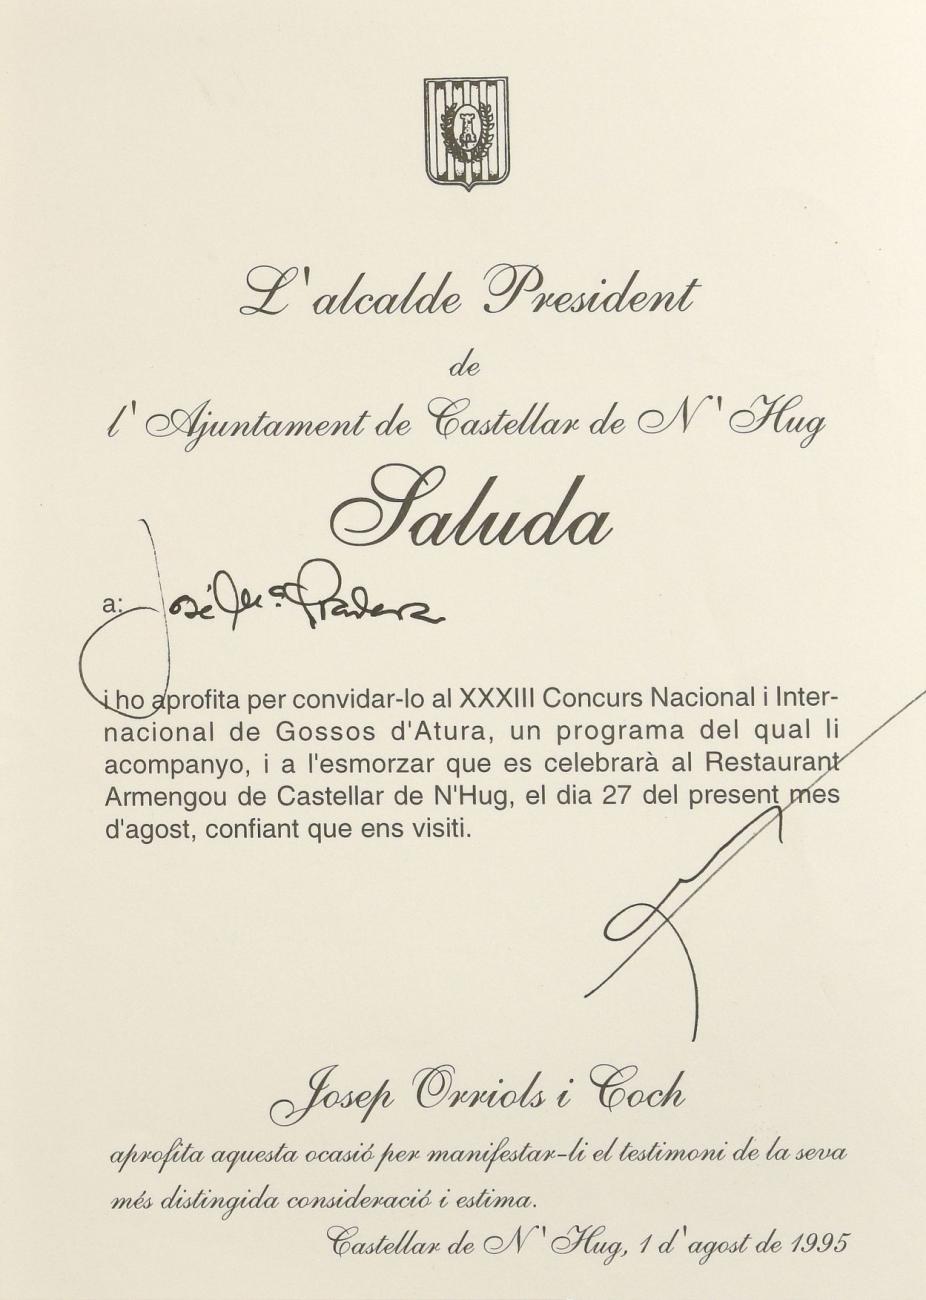 L'alcalde President
de
l'Ajuntament de Castellar de N'Hug
Saluda
a: José Mª Pradera
i ho aprofita per convidar-lo al XXXIII Concurs Nacional i Inter-
nacional de Gossos d'Atura, un programa del qual li
acompanyo, i a l'esmorzar que es celebrarà al Restaurant
Armengou de Castellar de N'Hug, el dia 27 del present mes
d'agost, confiant que ens visiti.
Josep Orriols i Coch
aprofita aquesta ocasió per manifestar-li el testimoni de la seva
més distingida consideració i estima.
Castellar de N'Hug, 1 d'agost de 1995